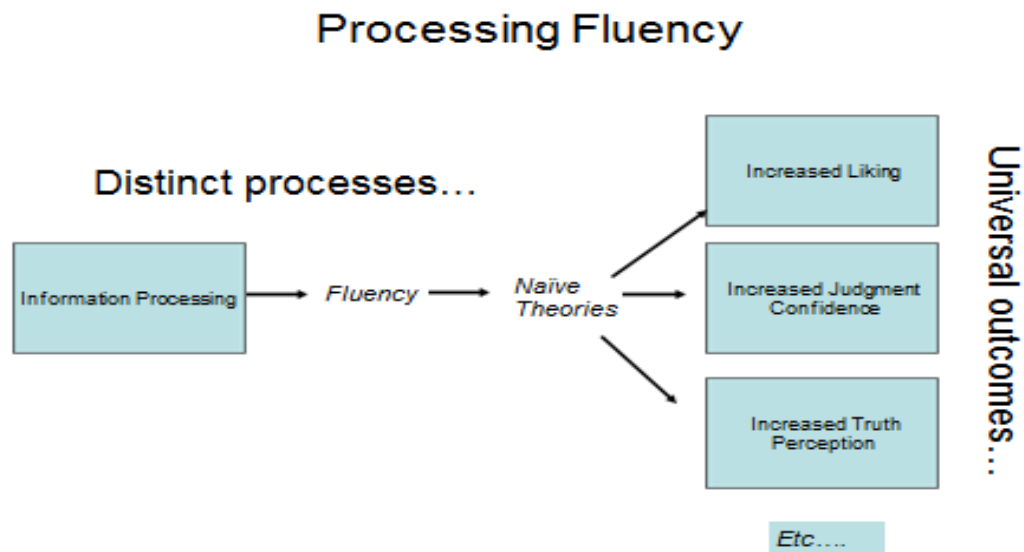 Processing Fluency
Distinct processes…
Information Processing
Fluency
Naïve
Theories
Increased Liking
Increased Judgment
Confidence
Increased Truth
Perception
Etc….
Universal outcomes…